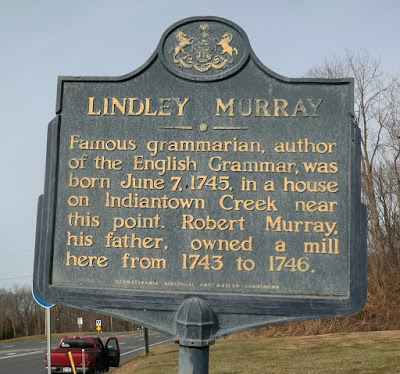 LINDLEY MURRAY
Famous grammarian, author
of the English Grammar, was
born June 7, 1745, in a house
on Indiantown Creek near
this point. Robert Murray,
his father, owned a mill
here from 1743 to 1746.
PENNSYLVANIA HISTORICAL AND MUSEUM COMMISSION